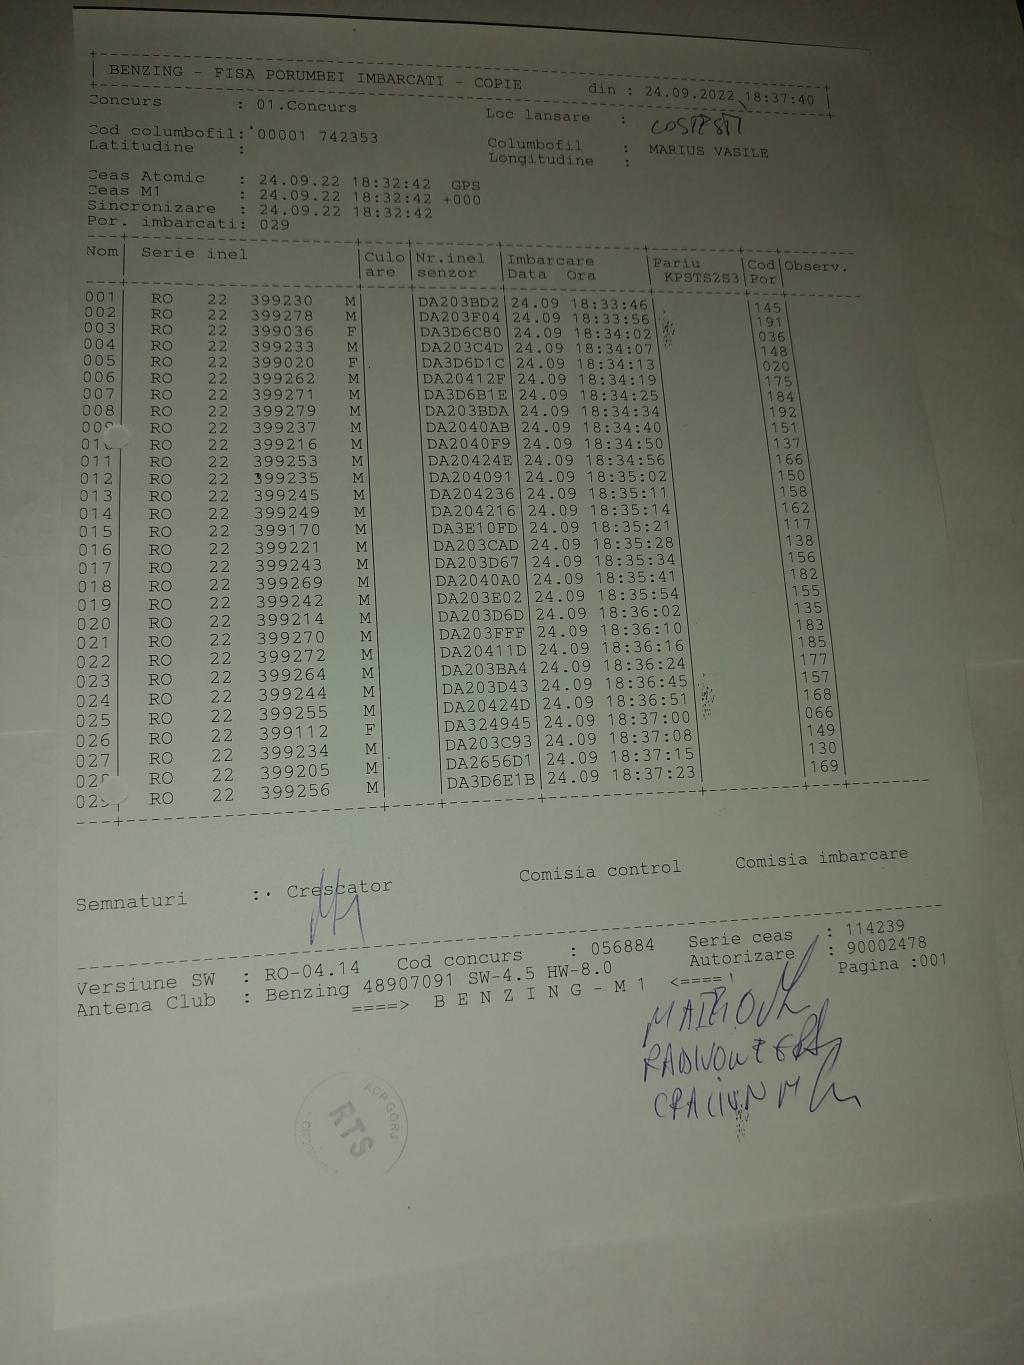 BENZING - FISA PORUMBEI IMBARCATI - COPIE din : 24.09.2022 18:37:40
Concurs : 01.Concurs Loc lansare : COSTESTI
Cod columbofil: 00001 742353 Columbofil : MARIUS VASILE
Latitudine : Longitudine :
Ceas Atomic : 24.09.22 18:32:42 GPS
Ceas M1 : 24.09.22 18:32:42 +000
Sincronizare : 24.09.22 18:32:42
Por. imbarcati: 029
Nom Serie inel Culo Nr.inel Imbarcare Pariu Cod Observ.
are senzor Data Ora KPSTS2S3 Por
001 RO 22 399230 M DA203BD2 24.09 18:33:46 145
002 RO 22 399278 M DA203F04 24.09 18:33:56 191
003 RO 22 399036 F DA3D6C80 24.09 18:34:02 036
004 RO 22 399233 M DA203C4D 24.09 18:34:07 148
005 RO 22 399020 F DA3D6D1C 24.09 18:34:13 020
006 RO 22 399262 M DA20412F 24.09 18:34:19 175
007 RO 22 399271 M DA3D6B1E 24.09 18:34:25 184
008 RO 22 399279 M DA203BDA 24.09 18:34:34 192
009 RO 22 399237 M DA2040AB 24.09 18:34:40 151
010 RO 22 399216 M DA2040F9 24.09 18:34:50 137
011 RO 22 399253 M DA20424E 24.09 18:34:56 166
012 RO 22 399235 M DA204091 24.09 18:35:02 150
013 RO 22 399245 M DA204236 24.09 18:35:11 158
014 RO 22 399249 M DA204216 24.09 18:35:14 162
015 RO 22 399170 M DA3E10FD 24.09 18:35:21 117
016 RO 22 399221 M DA203CAD 24.09 18:35:28 138
017 RO 22 399243 M DA203D67 24.09 18:35:34 156
018 RO 22 399269 M DA2040A0 24.09 18:35:41 182
019 RO 22 399242 M DA203E02 24.09 18:35:54 155
020 RO 22 399214 M DA203D6D 24.09 18:36:02 135
021 RO 22 399270 M DA203FFF 24.09 18:36:10 183
022 RO 22 399272 M DA20411D 24.09 18:36:16 185
023 RO 22 399264 M DA203BA4 24.09 18:36:24 177
024 RO 22 399244 M DA203D43 24.09 18:36:45 157
025 RO 22 399255 M DA20424D 24.09 18:36:51 168
026 RO 22 399112 F DA324945 24.09 18:37:00 066
027 RO 22 399234 M DA203C93 24.09 18:37:08 149
028 RO 22 399205 M DA2656D1 24.09 18:37:15 130
029 RO 22 399256 M DA3D6E1B 24.09 18:37:23 169
Semnaturi : Crescator Comisia control Comisia imbarcare
Versiune SW : RO-04.14 Cod concurs : 056884 Serie ceas : 114239
Antena Club : Benzing 48907091 SW-4.5 HW-8.0 Autorizare : 90002478
====> B E N Z I N G - M 1 <==== Pagina :001
CRACIUN M
ACP GORJ
RTS